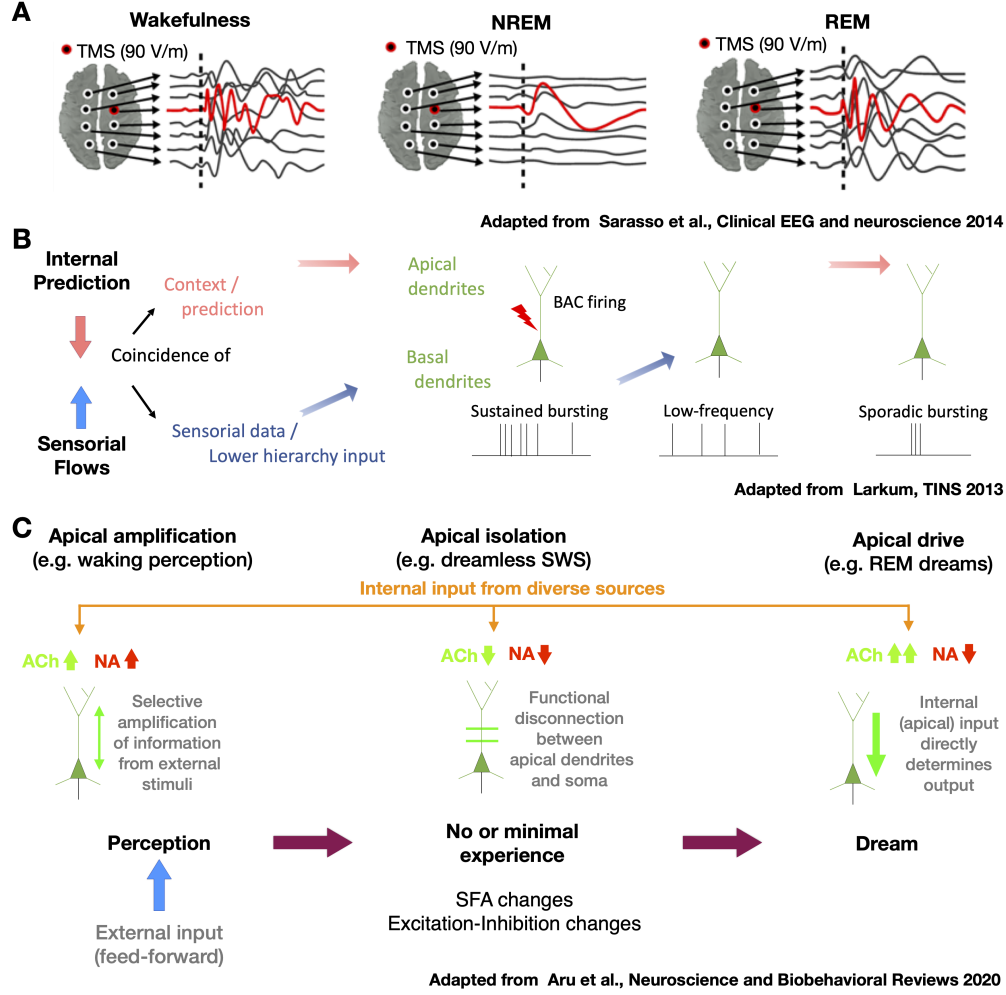 A
Wakefulness
NREM
REM
TMS (90 V/m)
TMS (90 V/m)
TMS (90 V/m)
Adapted from Sarasso et al., Clinical EEG and neuroscience 2014
B
Internal
Prediction
Context /
prediction
Coincidence of
Sensorial data /
Lower hierarchy input
Sensorial
Flows
Apical
dendrites
BAC firing
Basal
dendrites
Sustained bursting
Low-frequency
Sporadic bursting
Adapted from Larkum, TINS 2013
C
Apical amplification
(e.g. waking perception)
Apical isolation
(e.g. dreamless SWS)
Apical drive
(e.g. REM dreams)
Internal input from diverse sources
ACh NA
ACh NA
ACh NA
Selective
amplification
of information
from external
stimuli
Functional
disconnection
between
apical dendrites
and soma
Internal
(apical) input
directly
determines
output
Perception
No or minimal
experience
Dream
SFA changes
Excitation-Inhibition changes
External input
(feed-forward)
Adapted from Aru et al., Neuroscience and Biobehavioral Reviews 2020